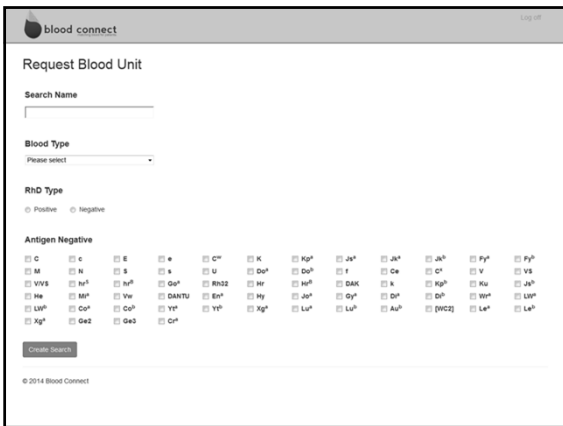 Log off
blood connect
Request Blood Unit
Search Name
Blood Type
Please select
RhD Type
Positive Negative
Antigen Negative
C c E e Cʷ K Kpᵃ Jsᵃ Jkᵃ Jkᵇ Fyᵃ Fyᵇ
M N S s U Doᵃ Doᵇ f Ce Cˣ V VS
V/VS hrˢ hrᴮ Goᵃ Rh32 Hr Hrᴮ DAK k Kpᵇ Ku Jsᵇ
He Miᵃ Vw DANTU Enᵃ Hy Joᵃ Gyᵃ Diᵃ Diᵇ Wrᵃ LWᵃ
LWᵇ Coᵃ Coᵇ Ytᵃ Ytᵇ Xgᵃ Luᵃ Luᵇ Auᵇ [WC2] Leᵃ Leᵇ
Xgᵃ Ge2 Ge3 Crᵃ
Create Search
© 2014 Blood Connect